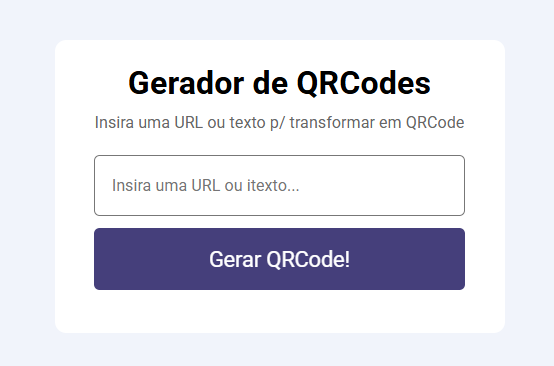 Gerador de QRCodes
Insira uma URL ou texto p/ transformar em QRCode
Insira uma URL ou itexto...
Gerar QRCode!